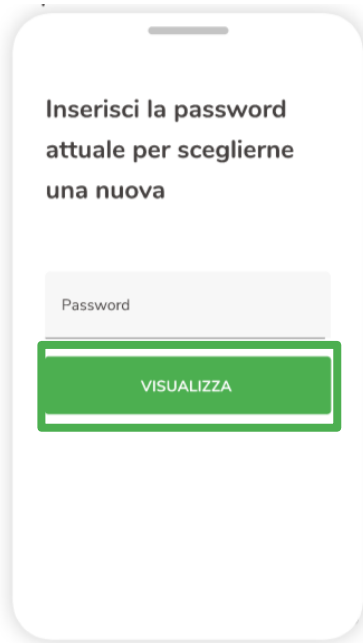 Inserisci la password
attuale per sceglierne
una nuova
Password
VISUALIZZA